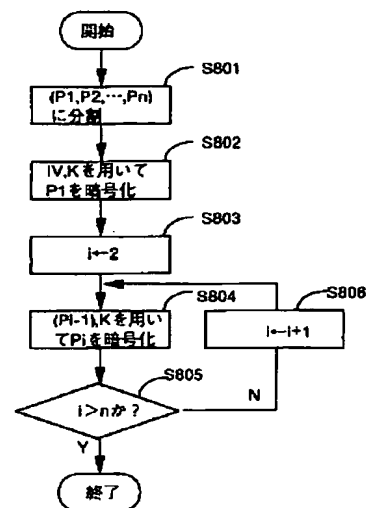 開始
S801
(P1,P2,…,Pn)
に分割
S802
IV,Kを用いて
P1を暗号化
S803
i←2
S804
(Pi-1),Kを用い
てPiを暗号化
S806
i←i+1
S805
i>nか?
N
Y
終了